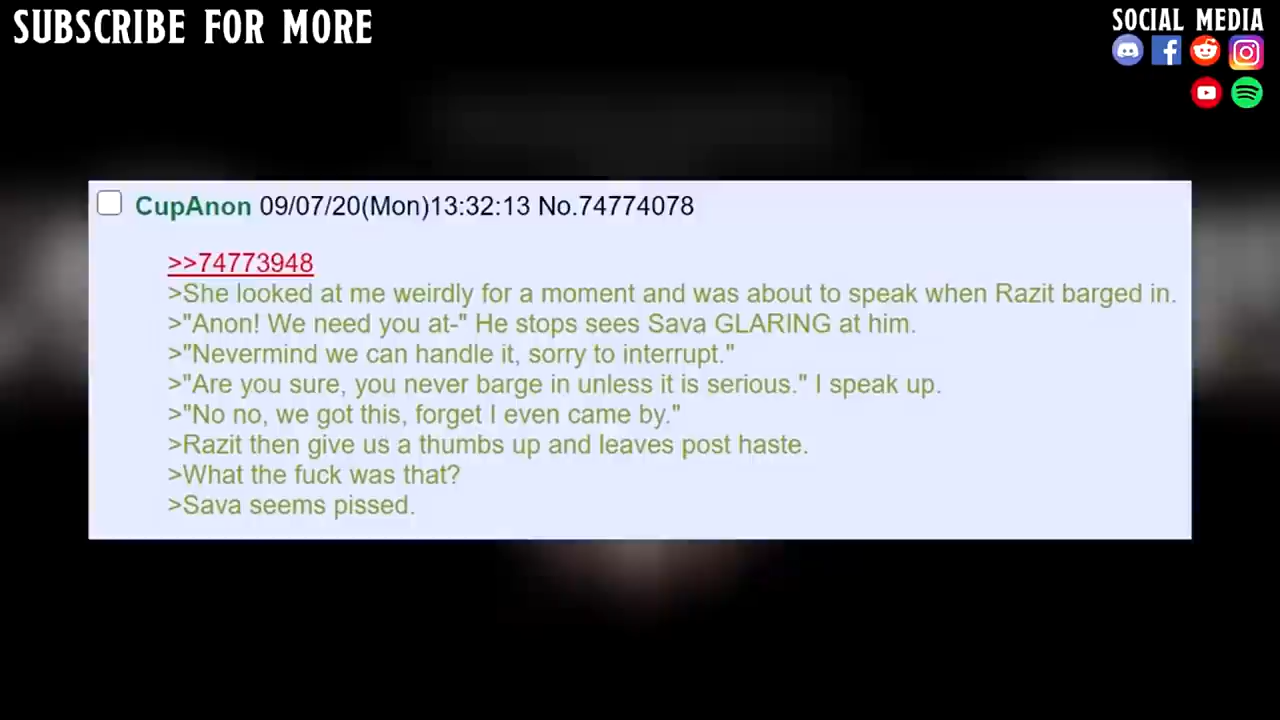 SUBSCRIBE FOR MORE
SOCIAL MEDIA
CupAnon 09/07/20(Mon)13:32:13 No.74774078
>>74773948
>She looked at me weirdly for a moment and was about to speak when Razit barged in.
>"Anon! We need you at-" He stops sees Sava GLARING at him.
>"Nevermind we can handle it, sorry to interrupt."
>"Are you sure, you never barge in unless it is serious." I speak up.
>"No no, we got this, forget I even came by."
>Razit then give us a thumbs up and leaves post haste.
>What the fuck was that?
>Sava seems pissed.